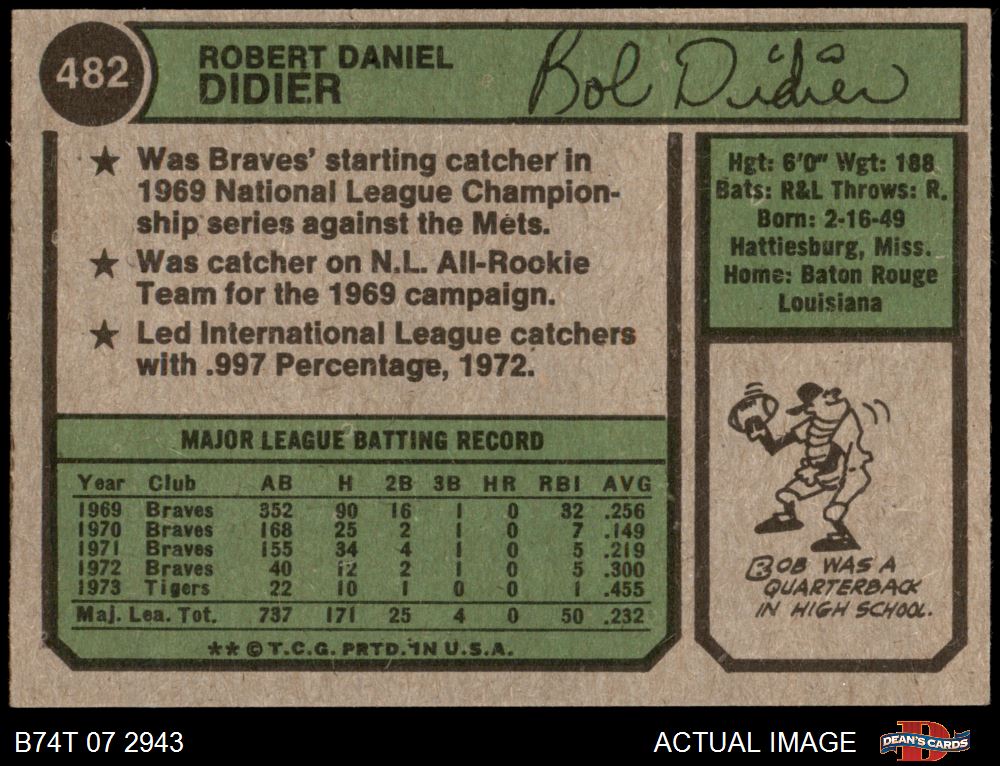 482
ROBERT DANIEL
DIDIER
Bob Didier
★ Was Braves' starting catcher in
1969 National League Champion-
ship series against the Mets.
★ Was catcher on N.L. All-Rookie
Team for the 1969 campaign.
★ Led International League catchers
with .997 Percentage, 1972.
Hgt: 6'0" Wgt: 188
Bats: R&L Throws: R.
Born: 2-16-49
Hattiesburg, Miss.
Home: Baton Rouge
Louisiana
MAJOR LEAGUE BATTING RECORD
Year Club AB H 2B 3B HR RBI AVG
1969 Braves 352 90 16 1 0 32 .256
1970 Braves 168 25 2 1 0 7 .149
1971 Braves 155 34 4 1 0 5 .219
1972 Braves 40 12 2 1 0 5 .300
1973 Tigers 22 10 1 0 0 1 .455
Maj. Lea. Tot. 737 171 25 4 0 50 .232
** © T.C.G. PRTD. IN U.S.A.
BOB WAS A
QUARTERBACK
IN HIGH SCHOOL.
B74T 07 2943
ACTUAL IMAGE
D
DEAN'S CARDS